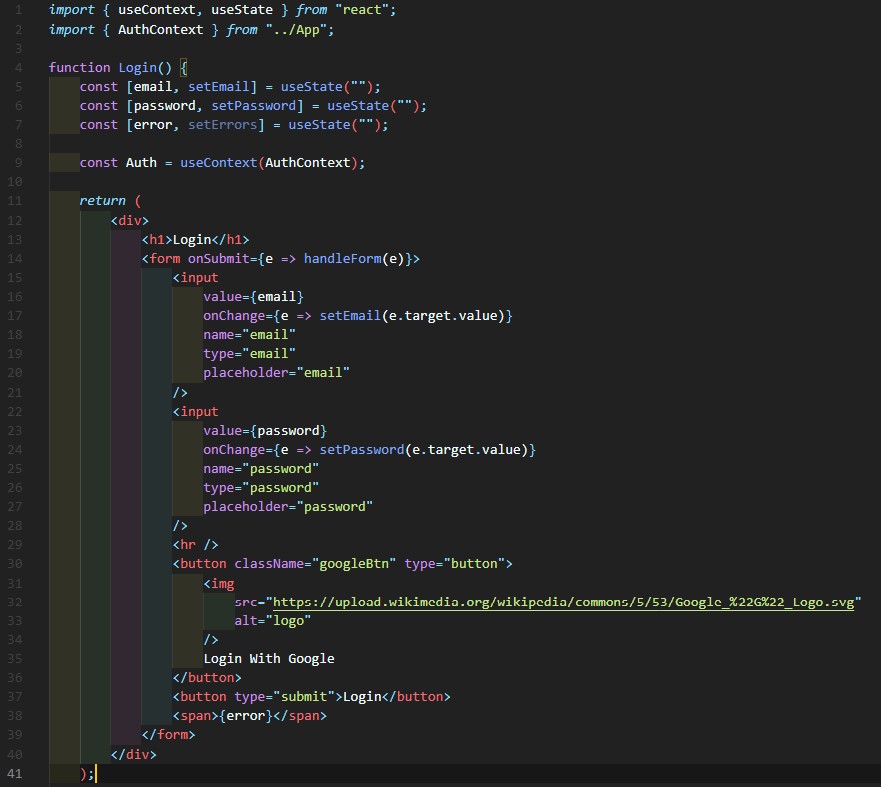 1 import { useContext, useState } from "react";
2 import { AuthContext } from "../App";
3
4 function Login() {
5     const [email, setEmail] = useState("");
6     const [password, setPassword] = useState("");
7     const [error, setErrors] = useState("");
8
9     const Auth = useContext(AuthContext);
10
11     return (
12         <div>
13             <h1>Login</h1>
14             <form onSubmit={e => handleForm(e)}>
15                 <input
16                     value={email}
17                     onChange={e => setEmail(e.target.value)}
18                     name="email"
19                     type="email"
20                     placeholder="email"
21                 />
22                 <input
23                     value={password}
24                     onChange={e => setPassword(e.target.value)}
25                     name="password"
26                     type="password"
27                     placeholder="password"
28                 />
29                 <hr />
30                 <button className="googleBtn" type="button">
31                     <img
32                         src="https://upload.wikimedia.org/wikipedia/commons/5/53/Google_%22G%22_Logo.svg"
33                         alt="logo"
34                     />
35                     Login With Google
36                 </button>
37                 <button type="submit">Login</button>
38                 <span>{error}</span>
39             </form>
40         </div>
41     );